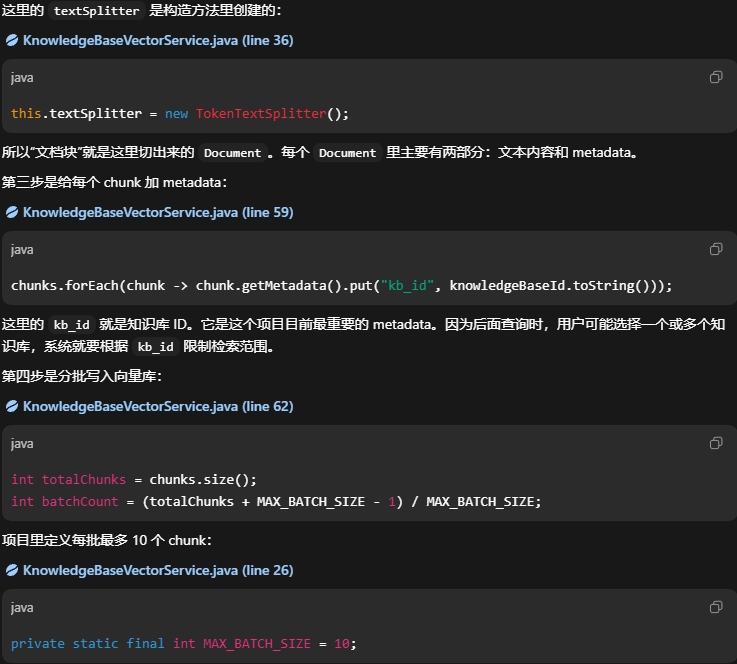 这里的 textSplitter 是构造方法里创建的：
KnowledgeBaseVectorService.java (line 36)
java
this.textSplitter = new TokenTextSplitter();
所以“文档块”就是这里切出来的 Document 。每个 Document 里主要有两部分：文本内容和 metadata。
第三步是给每个 chunk 加 metadata：
KnowledgeBaseVectorService.java (line 59)
java
chunks.forEach(chunk -> chunk.getMetadata().put("kb_id", knowledgeBaseId.toString()));
这里的 kb_id 就是知识库 ID。它是这个项目目前最重要的 metadata。因为后面查询时，用户可能选择一个或多个知
识库，系统就要根据 kb_id 限制检索范围。
第四步是分批写入向量库：
KnowledgeBaseVectorService.java (line 62)
java
int totalChunks = chunks.size();
int batchCount = (totalChunks + MAX_BATCH_SIZE - 1) / MAX_BATCH_SIZE;
项目里定义每批最多 10 个 chunk：
KnowledgeBaseVectorService.java (line 26)
java
private static final int MAX_BATCH_SIZE = 10;